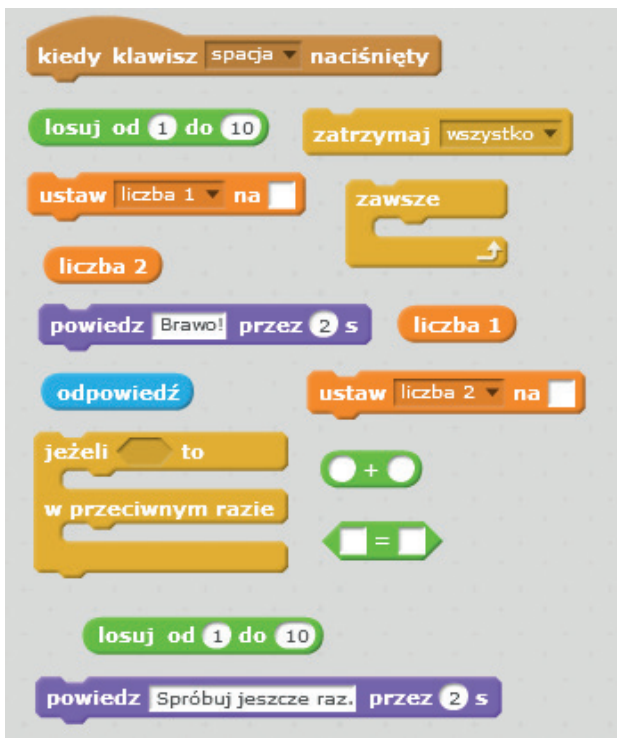 kiedy klawisz spacja naciśnięty
losuj od 1 do 10
zatrzymaj wszystko
ustaw liczba 1 na
zawsze
liczba 2
powiedz Brawo! przez 2 s
liczba 1
odpowiedź
ustaw liczba 2 na
jeżeli to
+
w przeciwnym razie
=
losuj od 1 do 10
powiedz Spróbuj jeszcze raz. przez 2 s